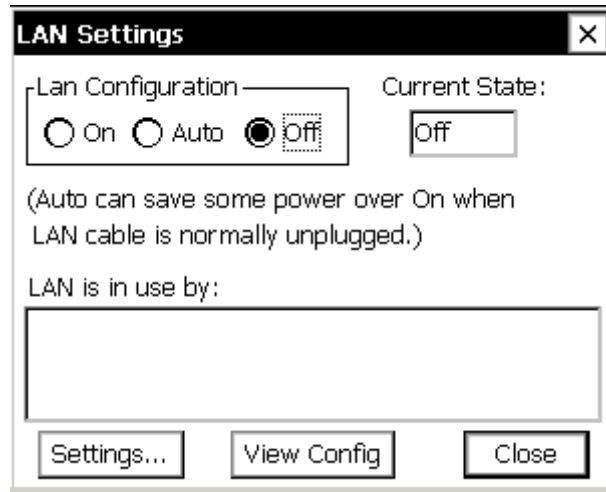 LAN Settings
Lan Configuration Current State:
On Auto Off Off
(Auto can save some power over On when
LAN cable is normally unplugged.)
LAN is in use by:
Settings... View Config Close